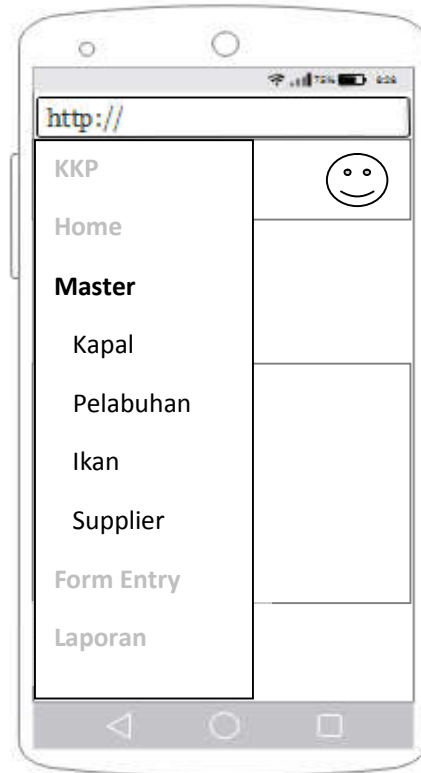 http://
KKP
Home
Master
Kapal
Pelabuhan
Ikan
Supplier
Form Entry
Laporan